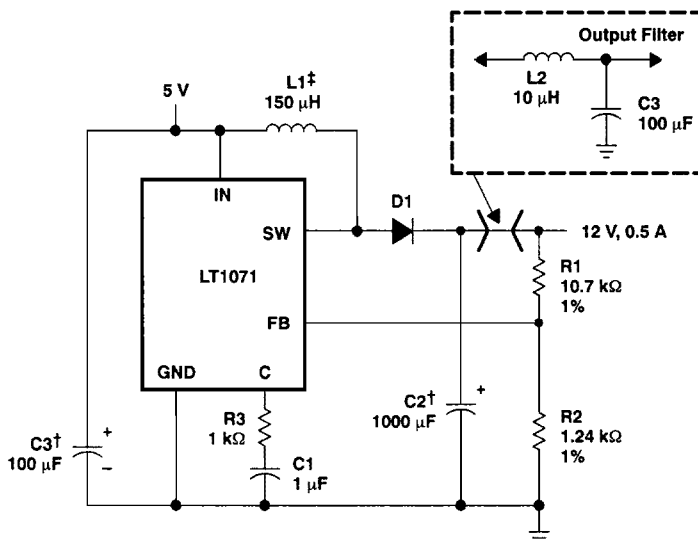 Output Filter
L2
10 μH
C3
100 μF
L1‡
150 μH
5 V
IN
D1
SW
12 V, 0.5 A
LT1071
R1
10.7 kΩ
1%
FB
GND
C
C2†
1000 μF
+
R3
1 kΩ
R2
1.24 kΩ
1%
C3†
100 μF
+
−
C1
1 μF